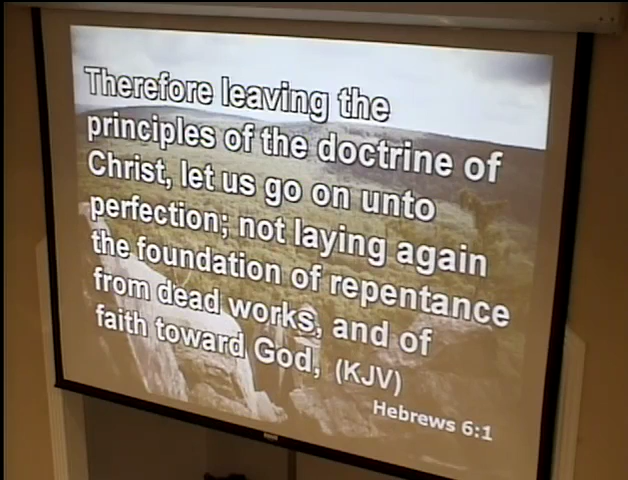 Therefore leaving the
principles of the doctrine of
Christ, let us go on unto
perfection; not laying again
the foundation of repentance
from dead works, and of
faith toward God, (KJV)
Hebrews 6:1